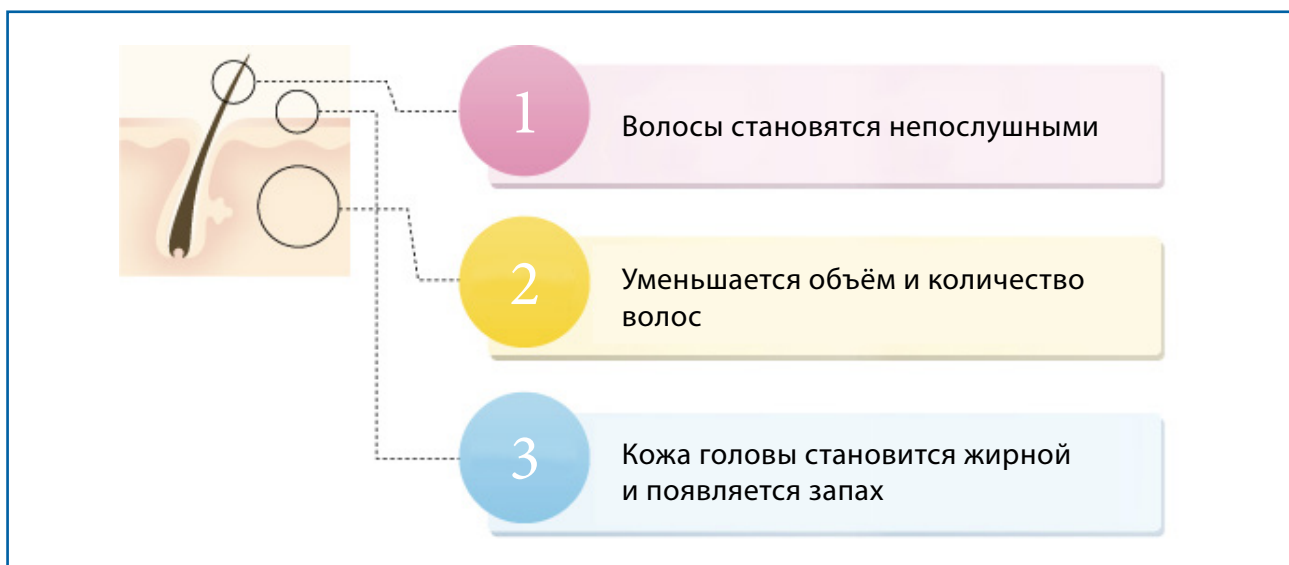 1
Волосы становятся непослушными
2
Уменьшается объём и количество
волос
3
Кожа головы становится жирной
и появляется запах